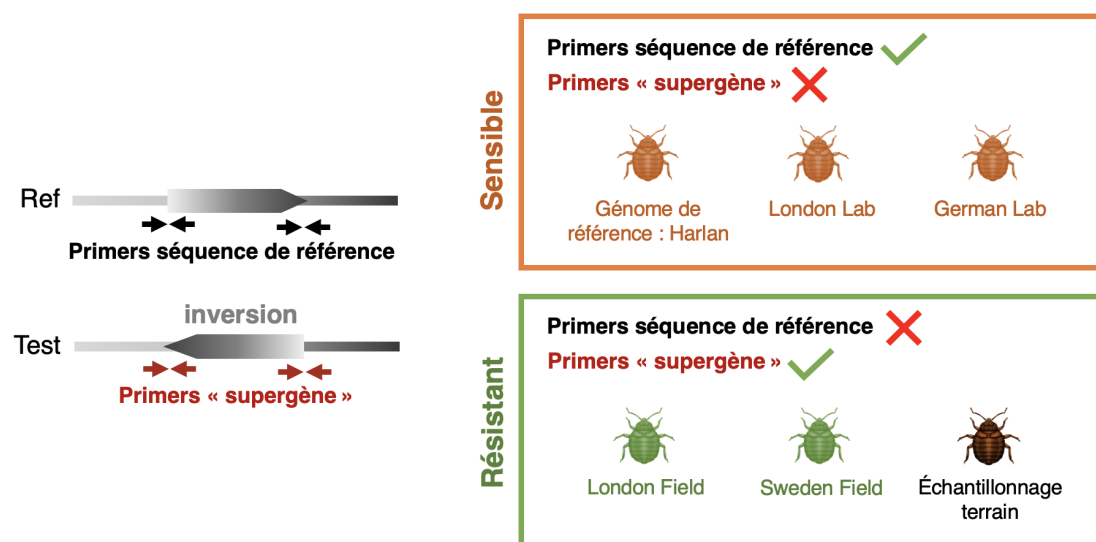 Ref
Primers séquence de référence
inversion
Test
Primers « supergène »
Sensible
Primers séquence de référence
Primers « supergène »
Génome de
référence : Harlan
London Lab
German Lab
Résistant
Primers séquence de référence
Primers « supergène »
London Field
Sweden Field
Échantillonnage
terrain